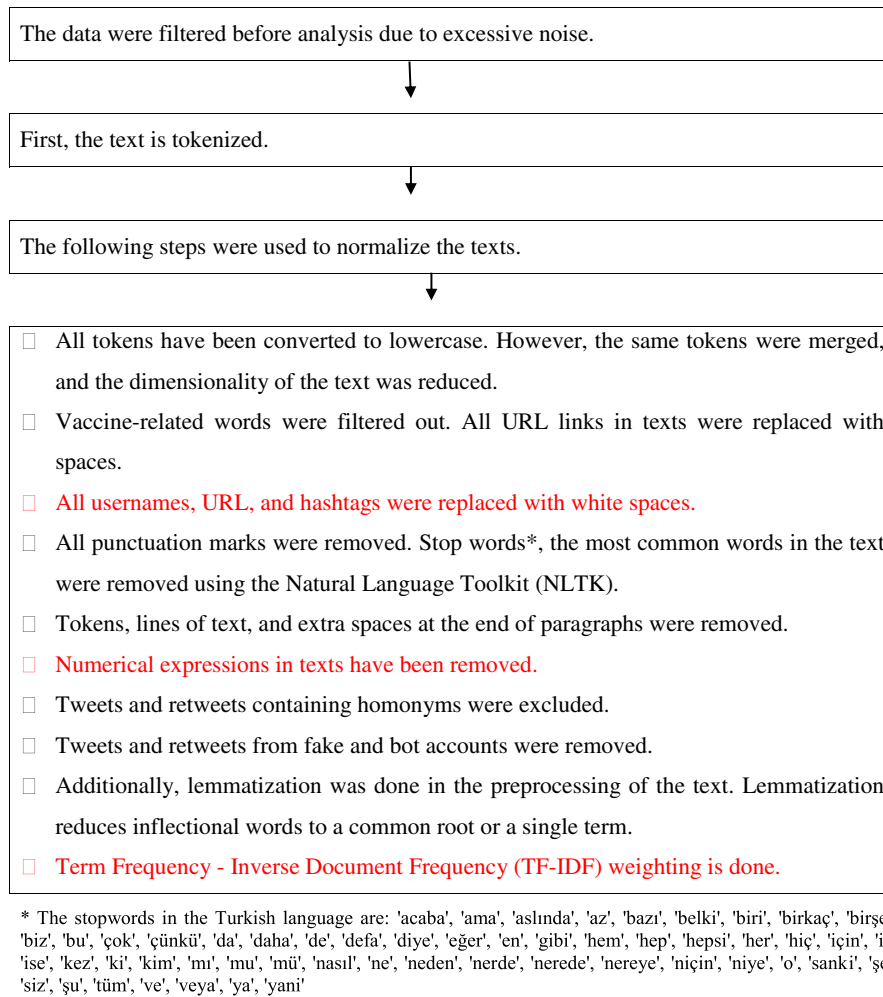 The data were filtered before analysis due to excessive noise.
First, the text is tokenized.
The following steps were used to normalize the texts.
All tokens have been converted to lowercase. However, the same tokens were merged,
and the dimensionality of the text was reduced.
Vaccine-related words were filtered out. All URL links in texts were replaced with
spaces.
All usernames, URL, and hashtags were replaced with white spaces.
All punctuation marks were removed. Stop words*, the most common words in the text
were removed using the Natural Language Toolkit (NLTK).
Tokens, lines of text, and extra spaces at the end of paragraphs were removed.
Numerical expressions in texts have been removed.
Tweets and retweets containing homonyms were excluded.
Tweets and retweets from fake and bot accounts were removed.
Additionally, lemmatization was done in the preprocessing of the text. Lemmatization
reduces inflectional words to a common root or a single term.
Term Frequency - Inverse Document Frequency (TF-IDF) weighting is done.
* The stopwords in the Turkish language are: 'acaba', 'ama', 'aslında', 'az', 'bazı', 'belki', 'biri', 'birkaç',
'biz', 'bu', 'çok', 'çünkü', 'da', 'daha', 'de', 'defa', 'diye', 'eğer', 'en', 'gibi', 'hem', 'hep', 'hepsi', 'her', 'hiç', 'için',
'ise', 'kez', 'ki', 'kim', 'mı', 'mu', 'mü', 'nasıl', 'ne', 'neden', 'nerde', 'nerede', 'nereye', 'niçin', 'niye', 'o', 'sanki',
'siz', 'şu', 'tüm', 've', 'veya', 'ya', 'yani'